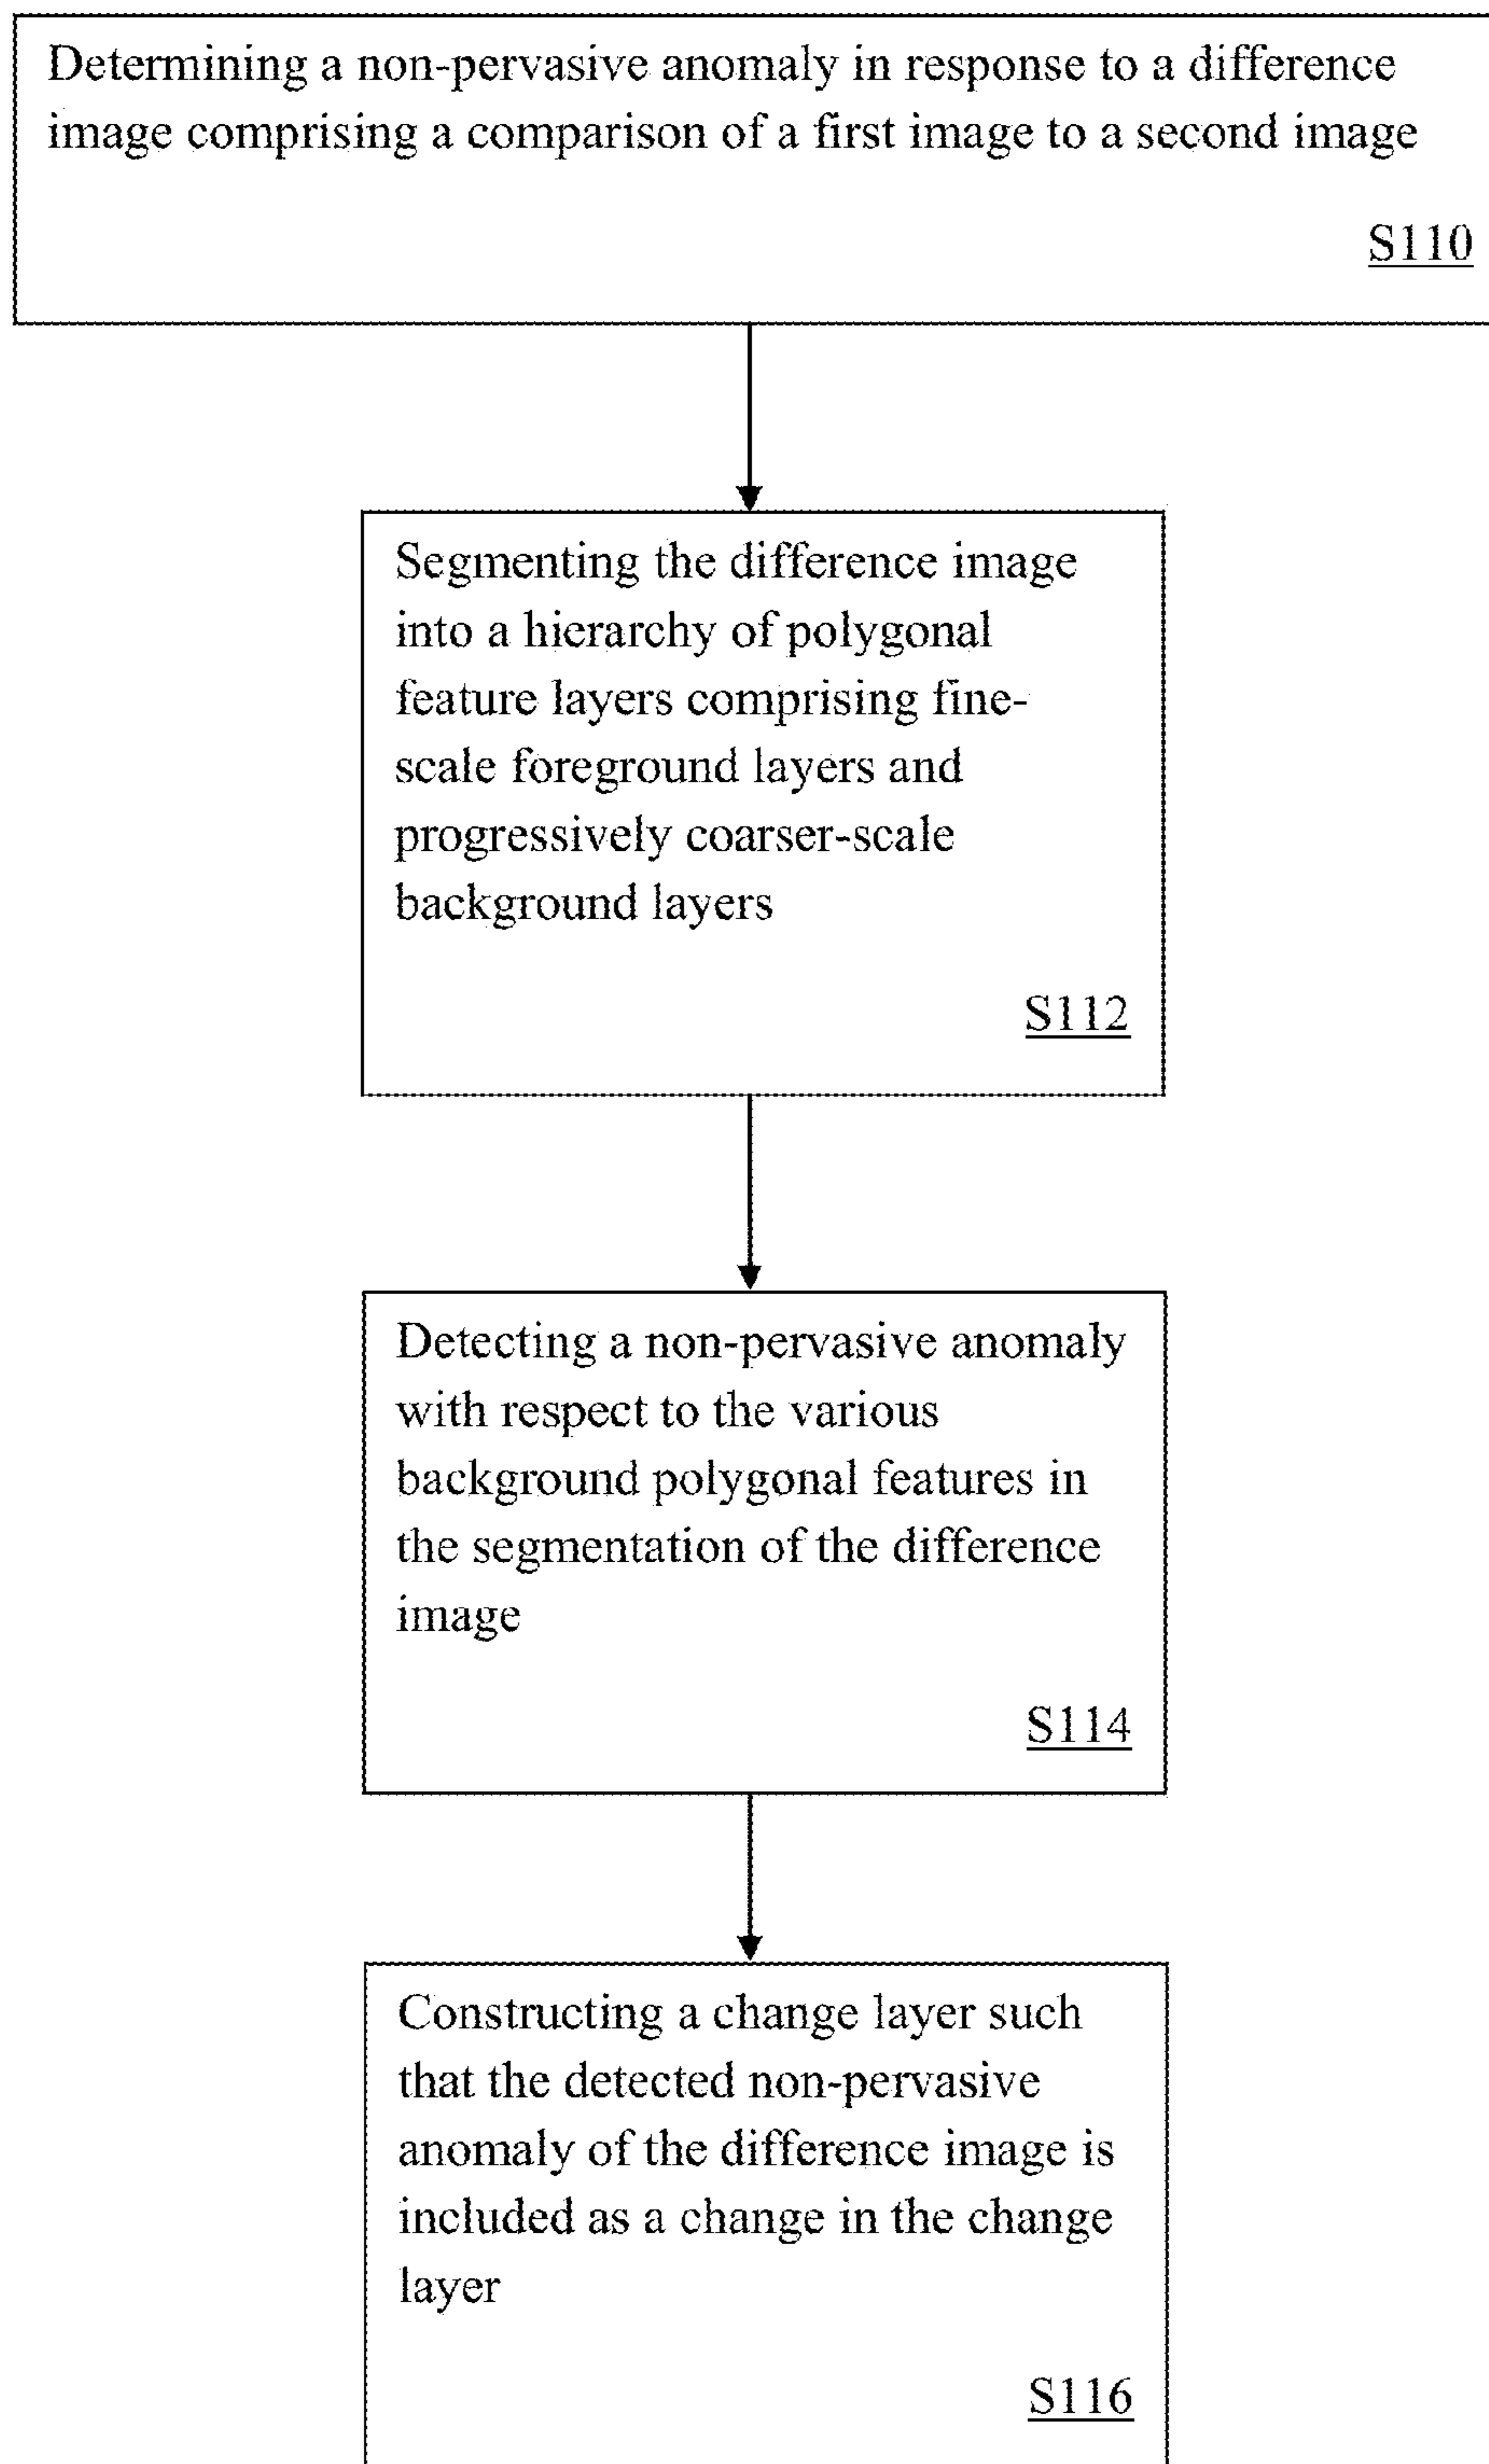 Determining a non-pervasive anomaly in response to a difference
image comprising a comparison of a first image to a second image
S110
Segmenting the difference image
into a hierarchy of polygonal
feature layers comprising fine-
scale foreground layers and
progressively coarser-scale
background layers
S112
Detecting a non-pervasive anomaly
with respect to the various
background polygonal features in
the segmentation of the difference
image
S114
Constructing a change layer such
that the detected non-pervasive
anomaly of the difference image is
included as a change in the change
layer
S116